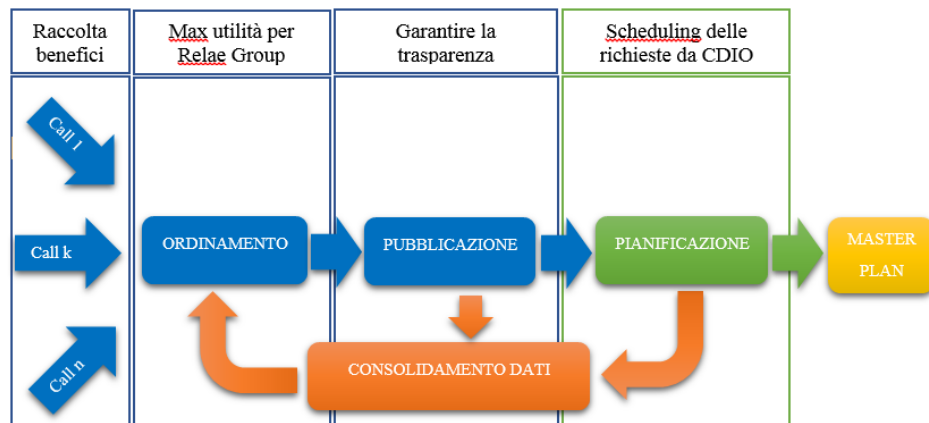 Raccolta
benefici
Max utilità per
Relae Group
Garantire la
trasparenza
Scheduling delle
richieste da CDIO
Call 1
Call k
Call n
ORDINAMENTO
PUBBLICAZIONE
PIANIFICAZIONE
MASTER
PLAN
CONSOLIDAMENTO DATI